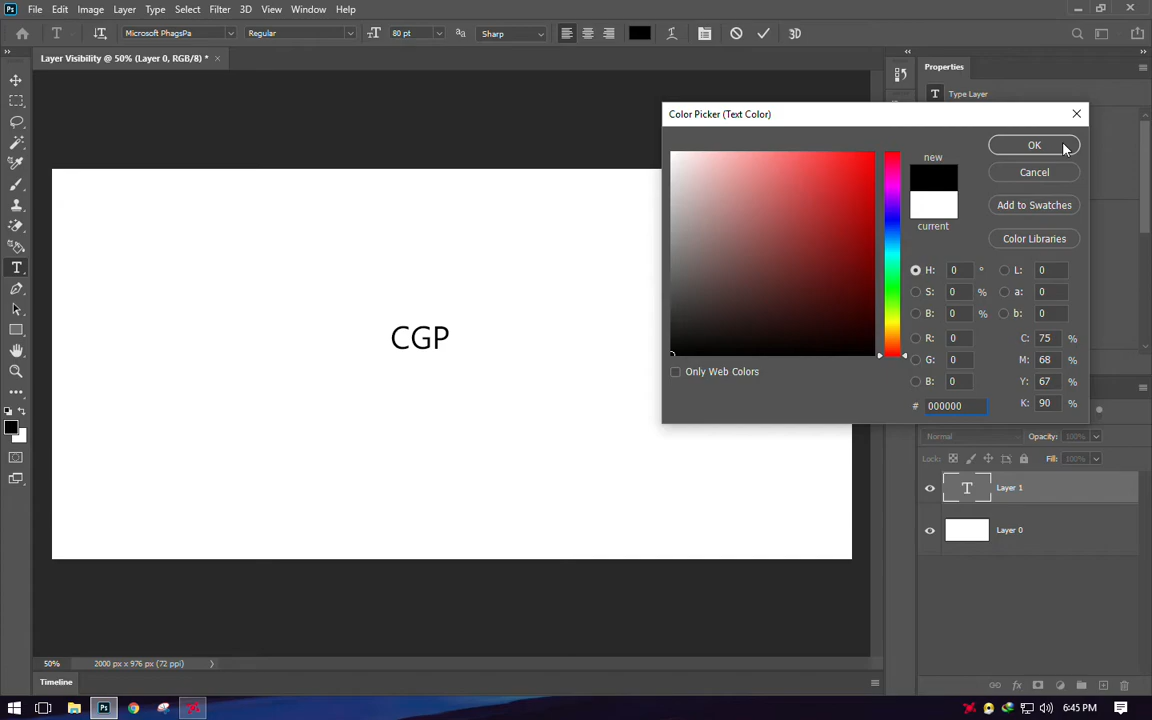 Ps File Edit Image Layer Type Select Filter 3D View Window Help
T Microsoft PhagsPa Regular 80 pt Sharp 3D
Layer Visibility @ 50% (Layer 0, RGB/8) * ×
Properties
T Type Layer
Color Picker (Text Color)
new
current
OK
Cancel
Add to Swatches
Color Libraries
H: 0 ° L: 0
S: 0 % a: 0
B: 0 % b: 0
R: 0 C: 75 %
G: 0 M: 68 %
B: 0 Y: 67 %
# 000000 K: 90 %
Only Web Colors
CGP
Normal Opacity: 100%
Lock: Fill: 100%
T Layer 1
Layer 0
fx
50% 2000 px x 976 px (72 ppi)
Timeline
Ps 6:45 PM